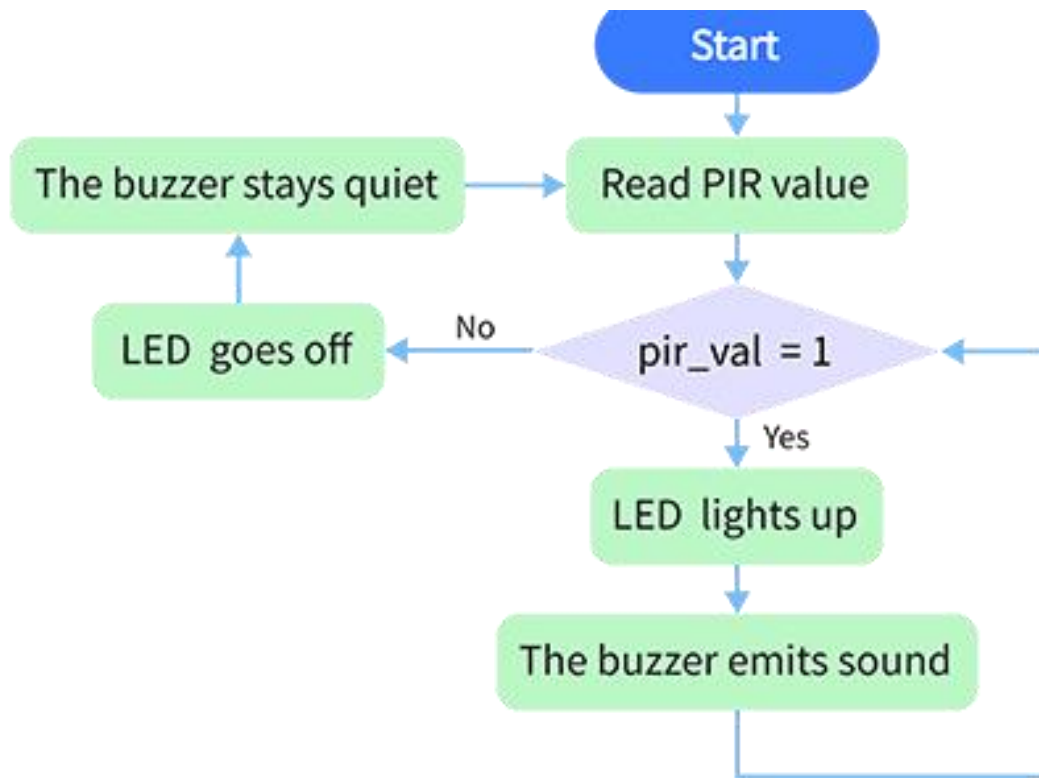 Start
The buzzer stays quiet
Read PIR value
LED goes off
No
pir_val = 1
Yes
LED lights up
The buzzer emits sound